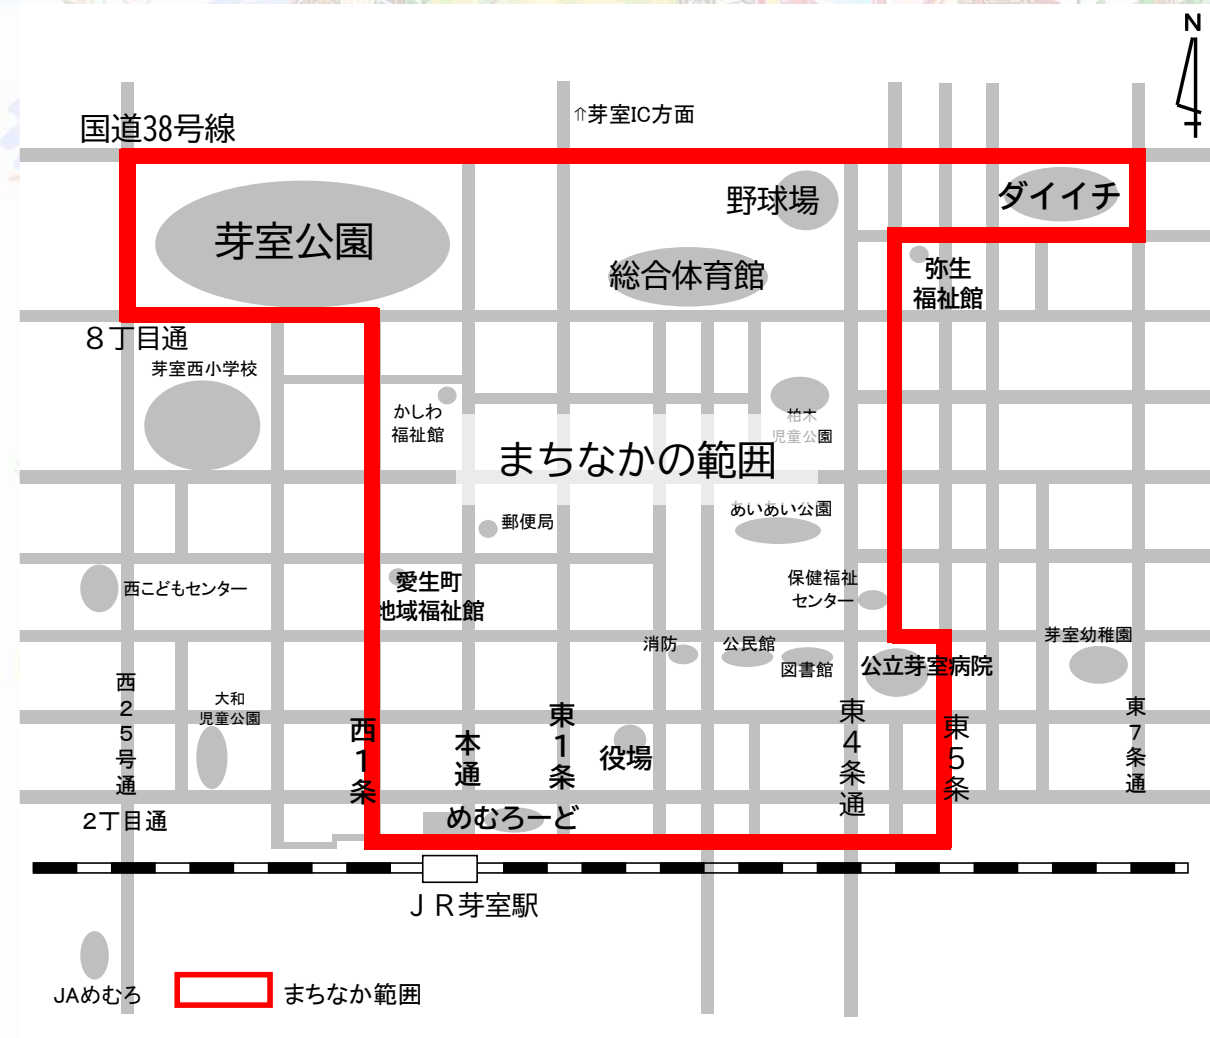 N
⇑芽室IC方面
国道38号線
野球場
ダイイチ
芽室公園
総合体育館
弥生
福祉館
８丁目通
芽室西小学校
かしわ
福祉館
柏木
児童公園
まちなかの範囲
あいあい公園
郵便局
西こどもセンター
愛生町
地域福祉館
保健福祉
センター
消防
公民館
図書館
公立芽室病院
芽室幼稚園
西25号通
大和
児童公園
西1条
本通
東1条
役場
東4条通
東5条
東7条通
２丁目通
めむろーど
ＪＲ芽室駅
JAめむろ
まちなか範囲